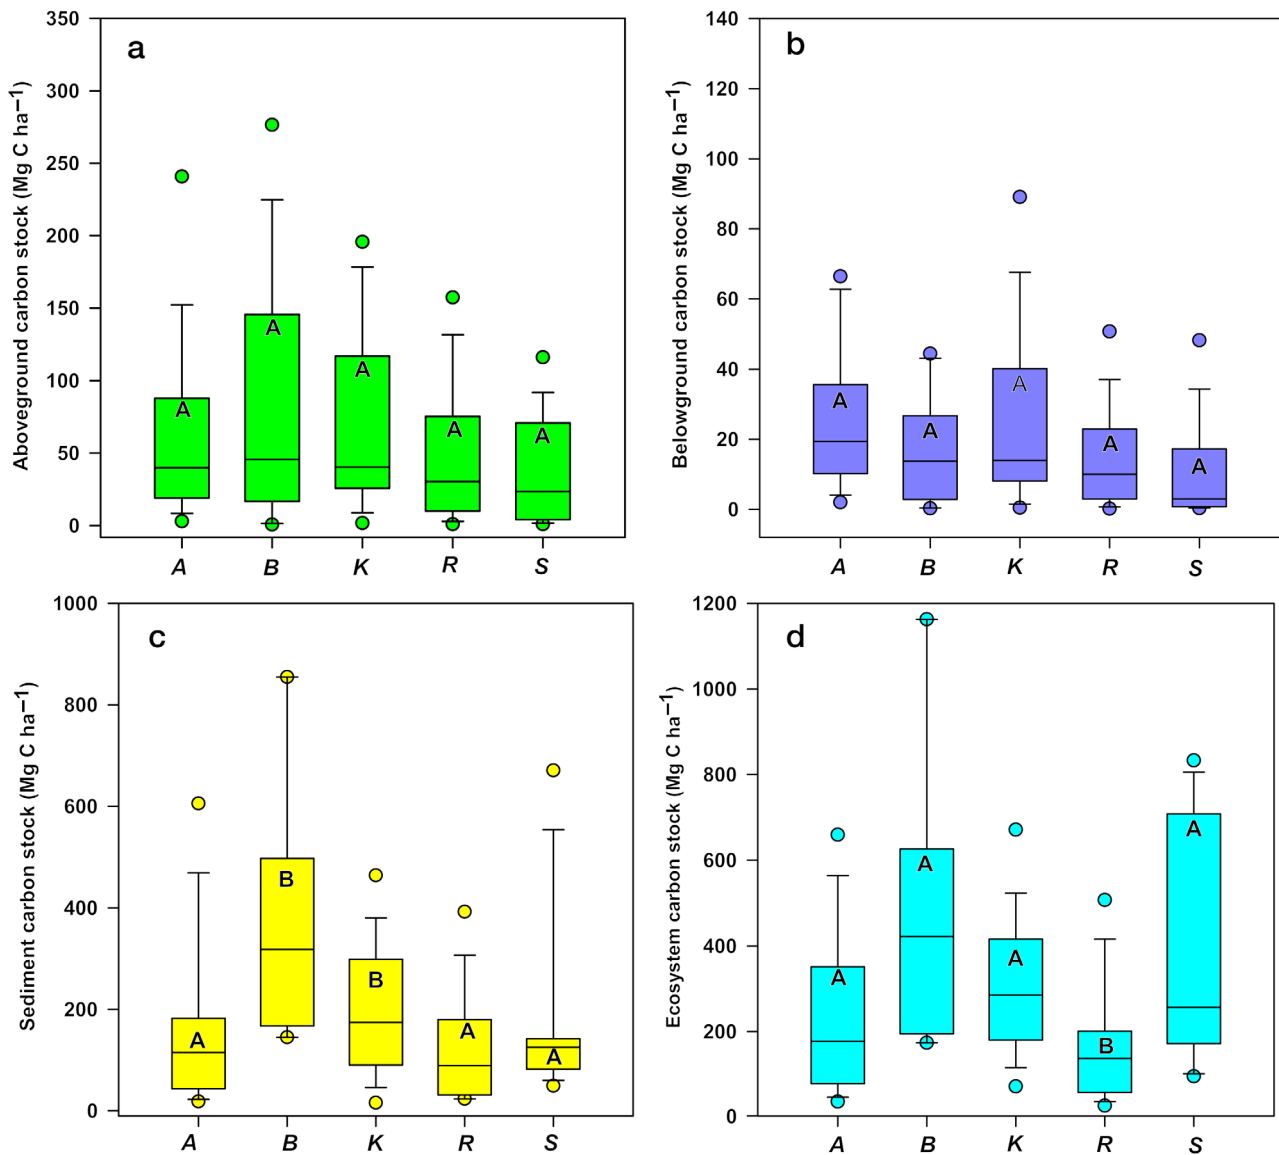 a
Aboveground carbon stock (Mg C ha−1)
350
300
250
200
150
100
50
0
A
A
A
A
A
A B K R S
b
Belowground carbon stock (Mg C ha−1)
140
120
100
80
60
40
20
0
A
A
A
A
A
A B K R S
c
Sediment carbon stock (Mg C ha−1)
1000
800
600
400
200
0
A
B
B
A
A
A B K R S
d
Ecosystem carbon stock (Mg C ha−1)
1200
1000
800
600
400
200
0
A
A
A
B
A
A B K R S